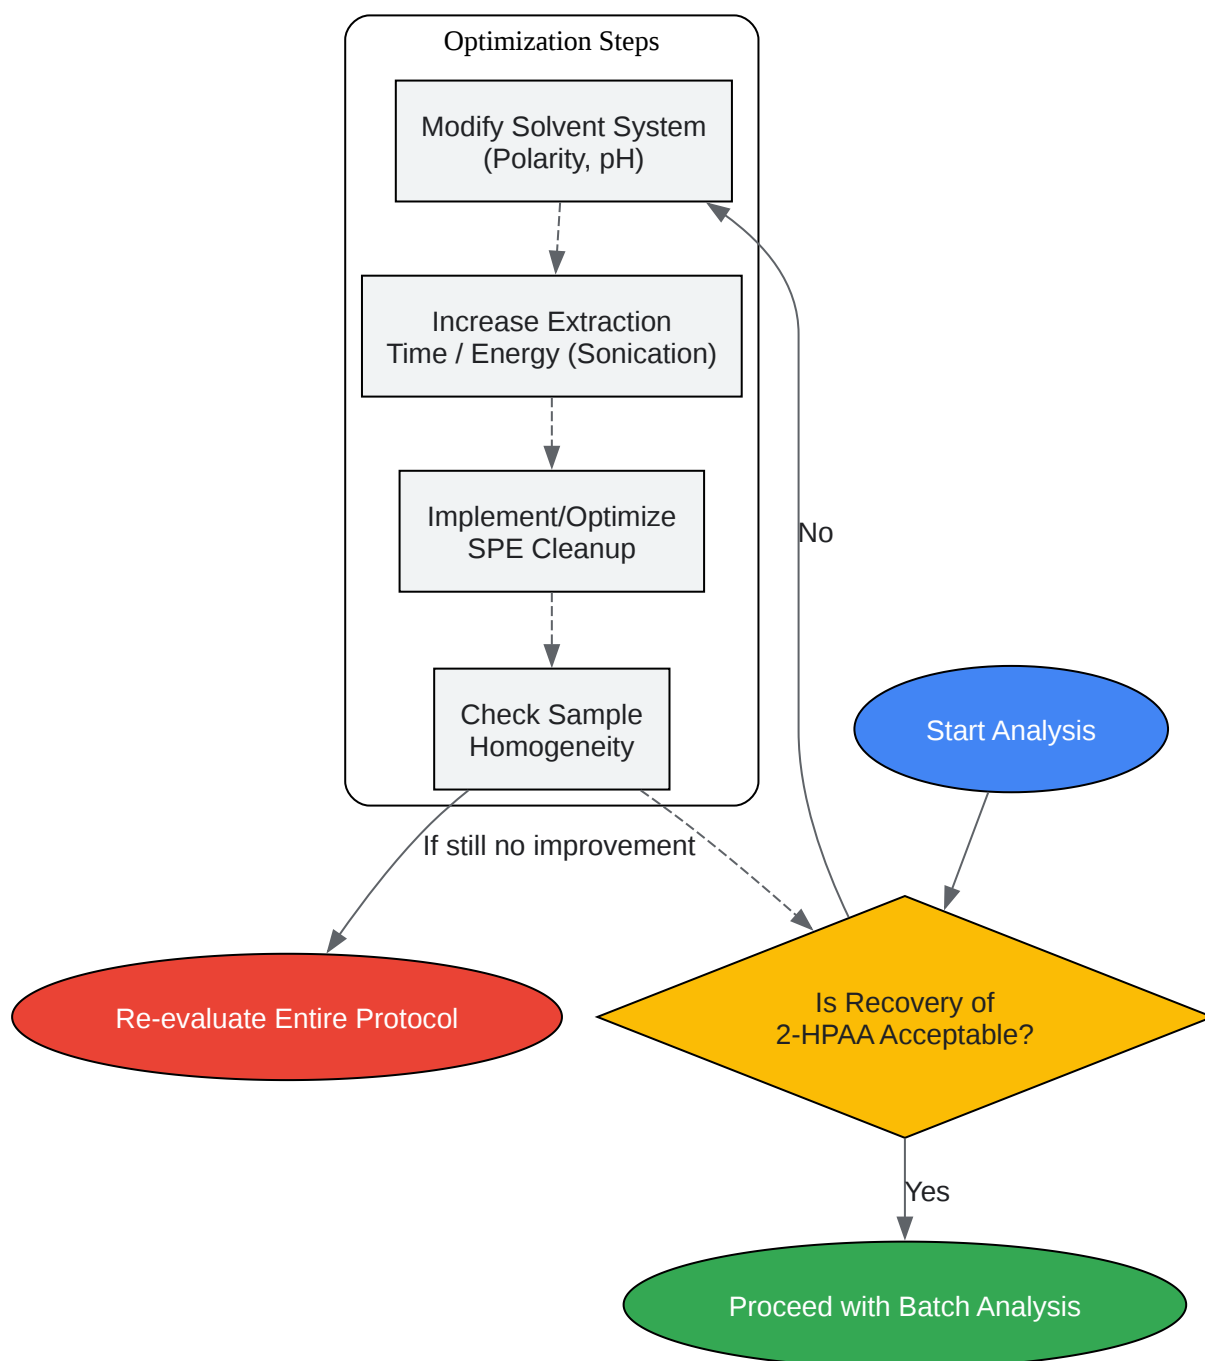 Optimization Steps
Modify Solvent System
(Polarity, pH)
Increase Extraction
Time / Energy (Sonication)
Implement/Optimize
SPE Cleanup
No
Check Sample
Homogeneity
Start Analysis
If still no improvement
Re-evaluate Entire Protocol
Is Recovery of
2-HPAA Acceptable?
Yes
Proceed with Batch Analysis